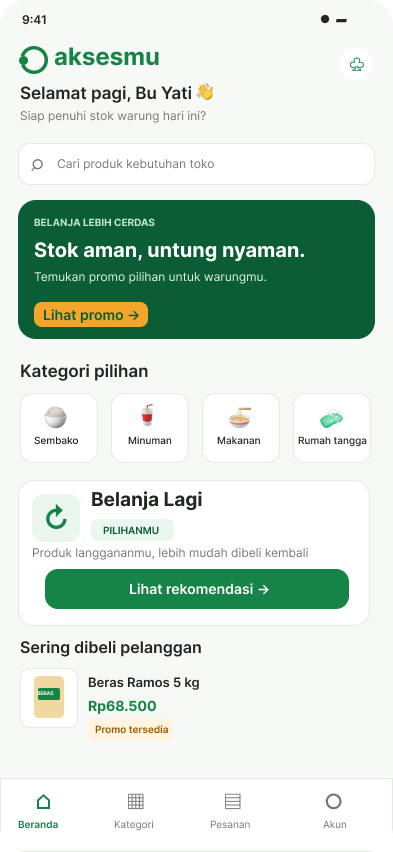 9:41
aksesmu
Selamat pagi, Bu Yati 👋
Siap penuhi stok warung hari ini?
Cari produk kebutuhan toko
BELANJA LEBIH CERDAS
Stok aman, untung nyaman.
Temukan promo pilihan untuk warungmu.
Lihat promo →
Kategori pilihan
Sembako Minuman Makanan Rumah tangga
Belanja Lagi
PILIHANMU
Produk langgananmu, lebih mudah dibeli kembali
Lihat rekomendasi →
Sering dibeli pelanggan
BERAS
Beras Ramos 5 kg
Rp68.500
Promo tersedia
Beranda Kategori Pesanan Akun